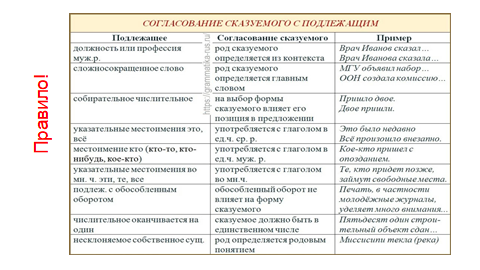 Правило!
СОГЛАСОВАНИЕ СКАЗУЕМОГО С ПОДЛЕЖАЩИМ
Подлежащее Согласование сказуемого Пример
должность или профессия муж.р. род сказуемого определяется из контекста Врач Иванов сказал… Врач Иванова сказала…
сложносокращенное слово род сказуемого определяется главным словом МГУ объявил набор… ООН создала комиссию…
собирательное числительное на выбор формы сказуемого влияет его позиция в предложении Пришло двое. Двое пришли.
указательные местоимения это, всё употребляется с глаголом в ед.ч. ср. р. Это было недавно Всё произошло внезапно.
местоимение кто (кто-то, кто-нибудь, кое-кто) употребляется с глаголом в ед.ч. муж. р. Кое-кто пришел с опозданием.
указательные местоимения во мн. ч. эти, те, все употребляется с глаголом во мн.ч. Те, кто придет позже, займут свободные места.
подлеж. с обособленным оборотом обособленный оборот не влияет на форму сказуемого Печать, в частности молодёжные журналы, уделяет много внимания...
числительное оканчивается на один сказуемое должно быть в единственном числе Пятьдесят один строительный объект сдан…
несклоняемое собственное сущ. род определяется родовым понятием Миссисипи текла (река)
https://grammatika-rus.ru/